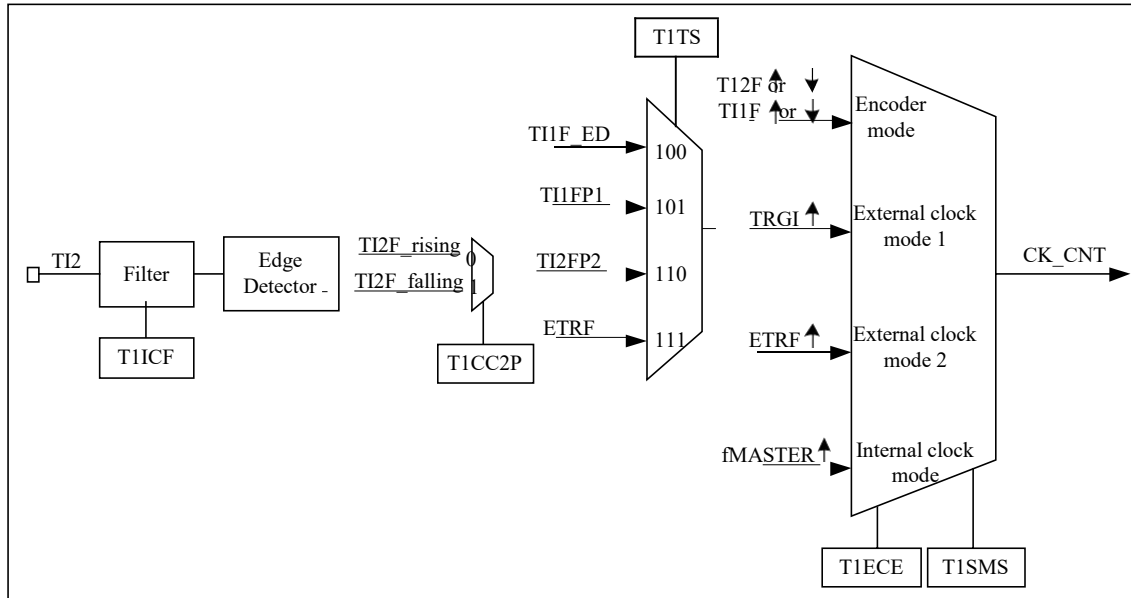 T1TS
T12F or
TI1F or
Encoder
mode
TI1F_ED
100
TI1FP1
101
TRGI
External clock
mode 1
TI2
Filter
Edge
Detector
TI2F_rising
0
TI2F_falling
1
TI2FP2
110
CK_CNT
T1ICF
T1CC2P
ETRF
111
ETRF
External clock
mode 2
fMASTER
Internal clock
mode
T1ECE
T1SMS